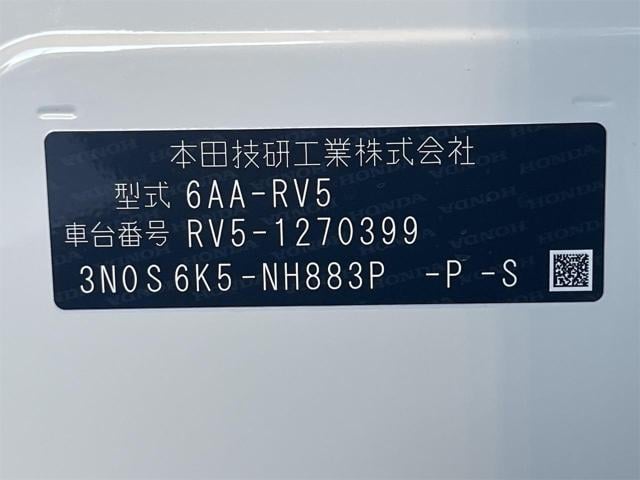 本田技研工業株式会社
型式 6AA-RV5
車台番号 RV5-1270399
3N0S6K5-NH883P -P -S